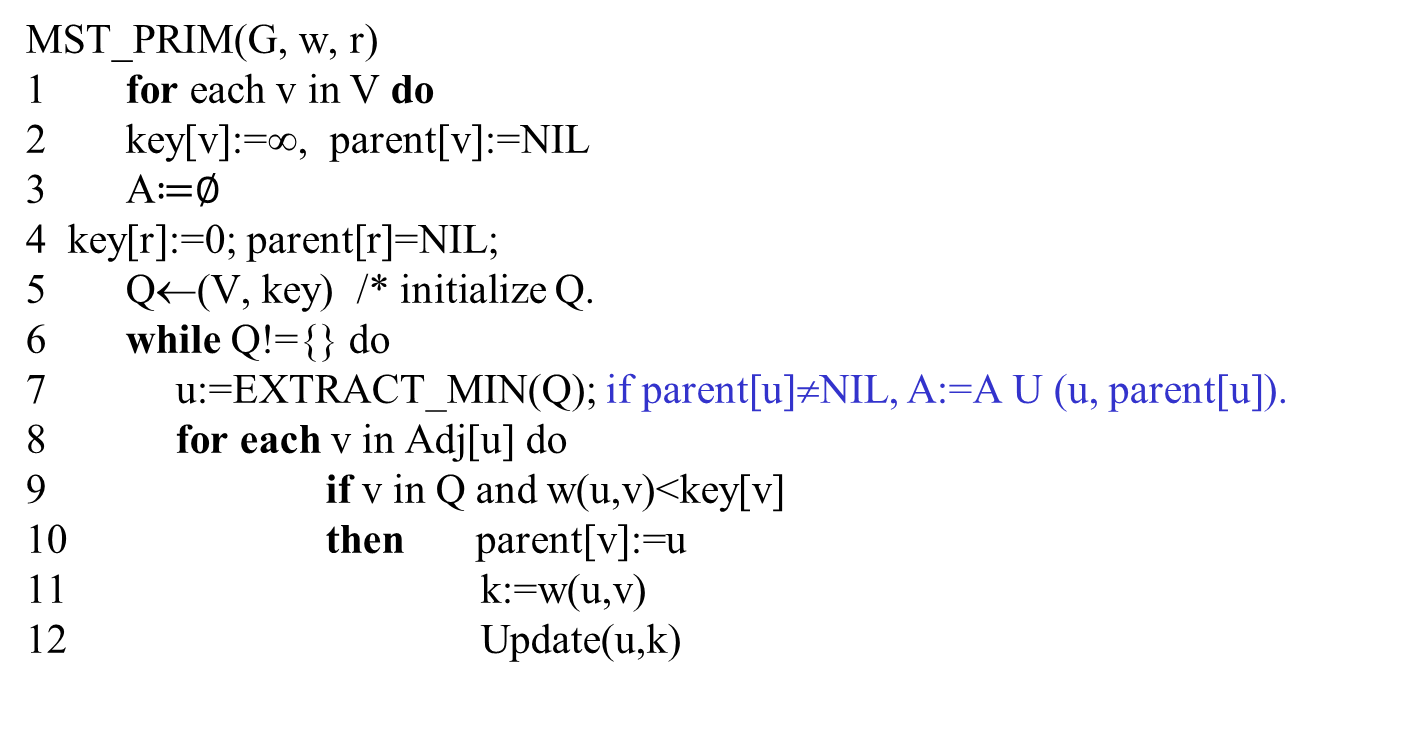 MST_PRIM(G, w, r)
1 for each v in V do
2 key[v]:=∞, parent[v]:=NIL
3 A:=∅
4 key[r]:=0; parent[r]=NIL;
5 Q←(V, key) /* initialize Q.
6 while Q!={} do
7 u:=EXTRACT_MIN(Q); if parent[u]≠NIL, A:=A U (u, parent[u]).
8 for each v in Adj[u] do
9 if v in Q and w(u,v)<key[v]
10 then parent[v]:=u
11 k:=w(u,v)
12 Update(u,k)